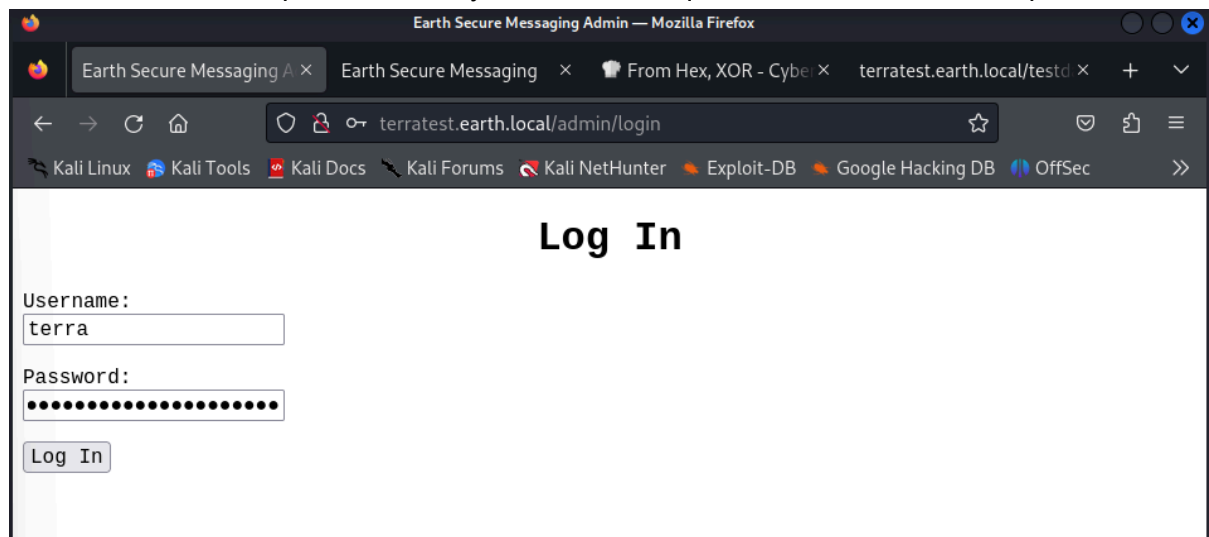 Earth Secure Messaging Admin — Mozilla Firefox
Earth Secure Messaging A × Earth Secure Messaging × From Hex, XOR - Cybe × terratest.earth.local/testd × +
terratest.earth.local/admin/login
Kali Linux Kali Tools Kali Docs Kali Forums Kali NetHunter Exploit-DB Google Hacking DB OffSec
Log In
Username:
terra
Password:
•••••••••••••••••••••
Log In